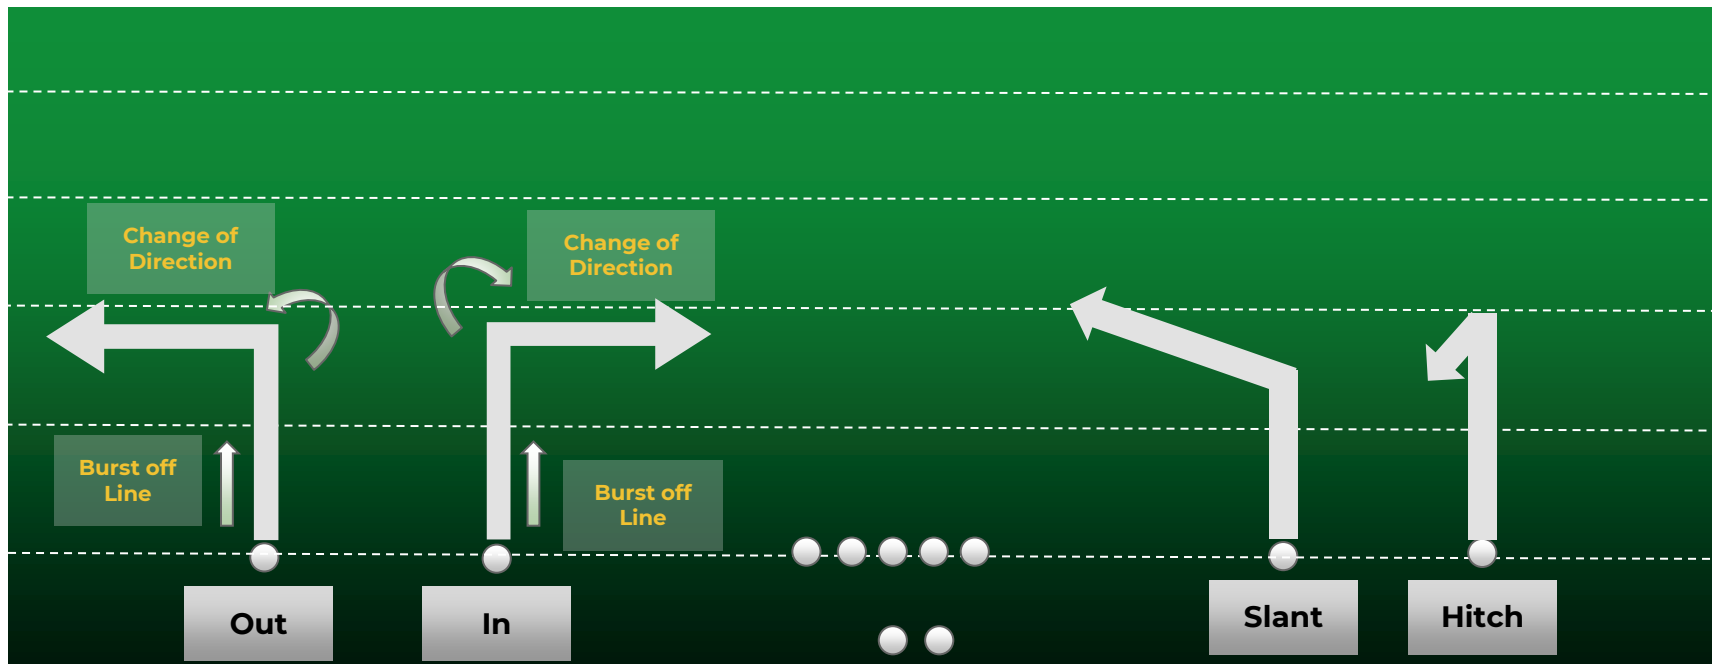 Change of
Direction
Change of
Direction
Burst off
Line
Burst off
Line
Out
In
Slant
Hitch